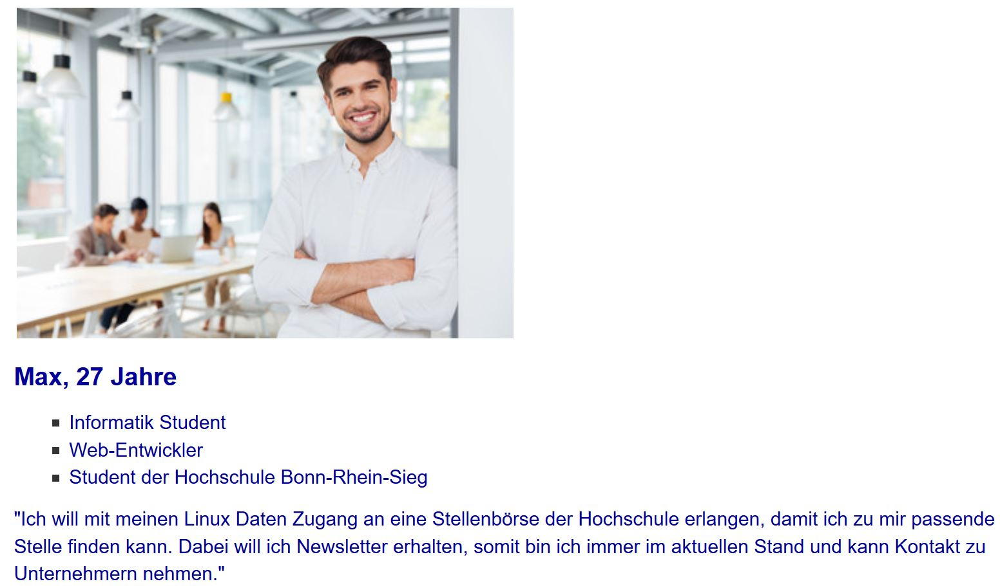 Max, 27 Jahre
Informatik Student
Web-Entwickler
Student der Hochschule Bonn-Rhein-Sieg
"Ich will mit meinen Linux Daten Zugang an eine Stellenbörse der Hochschule erlangen, damit ich zu mir passende
Stelle finden kann. Dabei will ich Newsletter erhalten, somit bin ich immer im aktuellen Stand und kann Kontakt zu
Unternehmern nehmen."